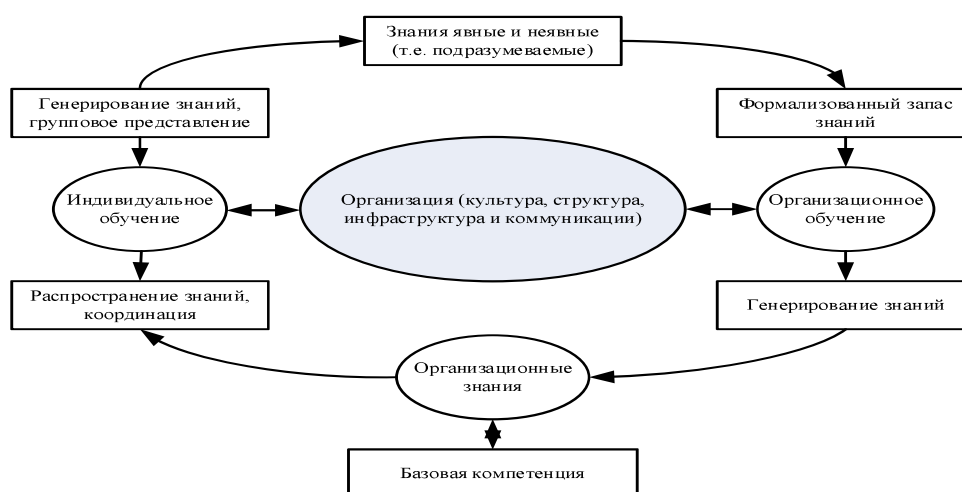 Знания явные и неявные
(т.е. подразумеваемые)
Генерирование знаний,
групповое представление
Формализованный запас
знаний
Индивидуальное
обучение
Организация (культура, структура,
инфраструктура и коммуникации)
Организационное
обучение
Распространение знаний,
координация
Генерирование знаний
Организационные
знания
Базовая компетенция